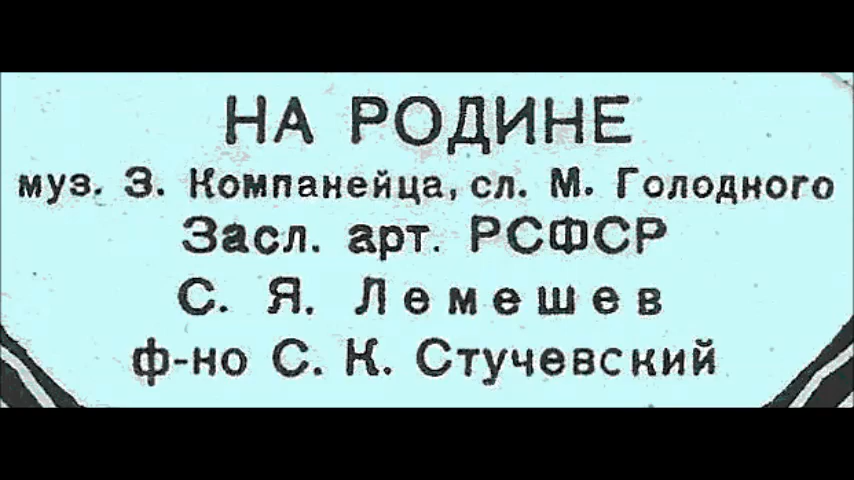 НА РОДИНЕ
муз. З. Компанейца, сл. М. Голодного
Засл. арт. РСФСР
С. Я. Лемешев
ф-но С. К. Стучевский